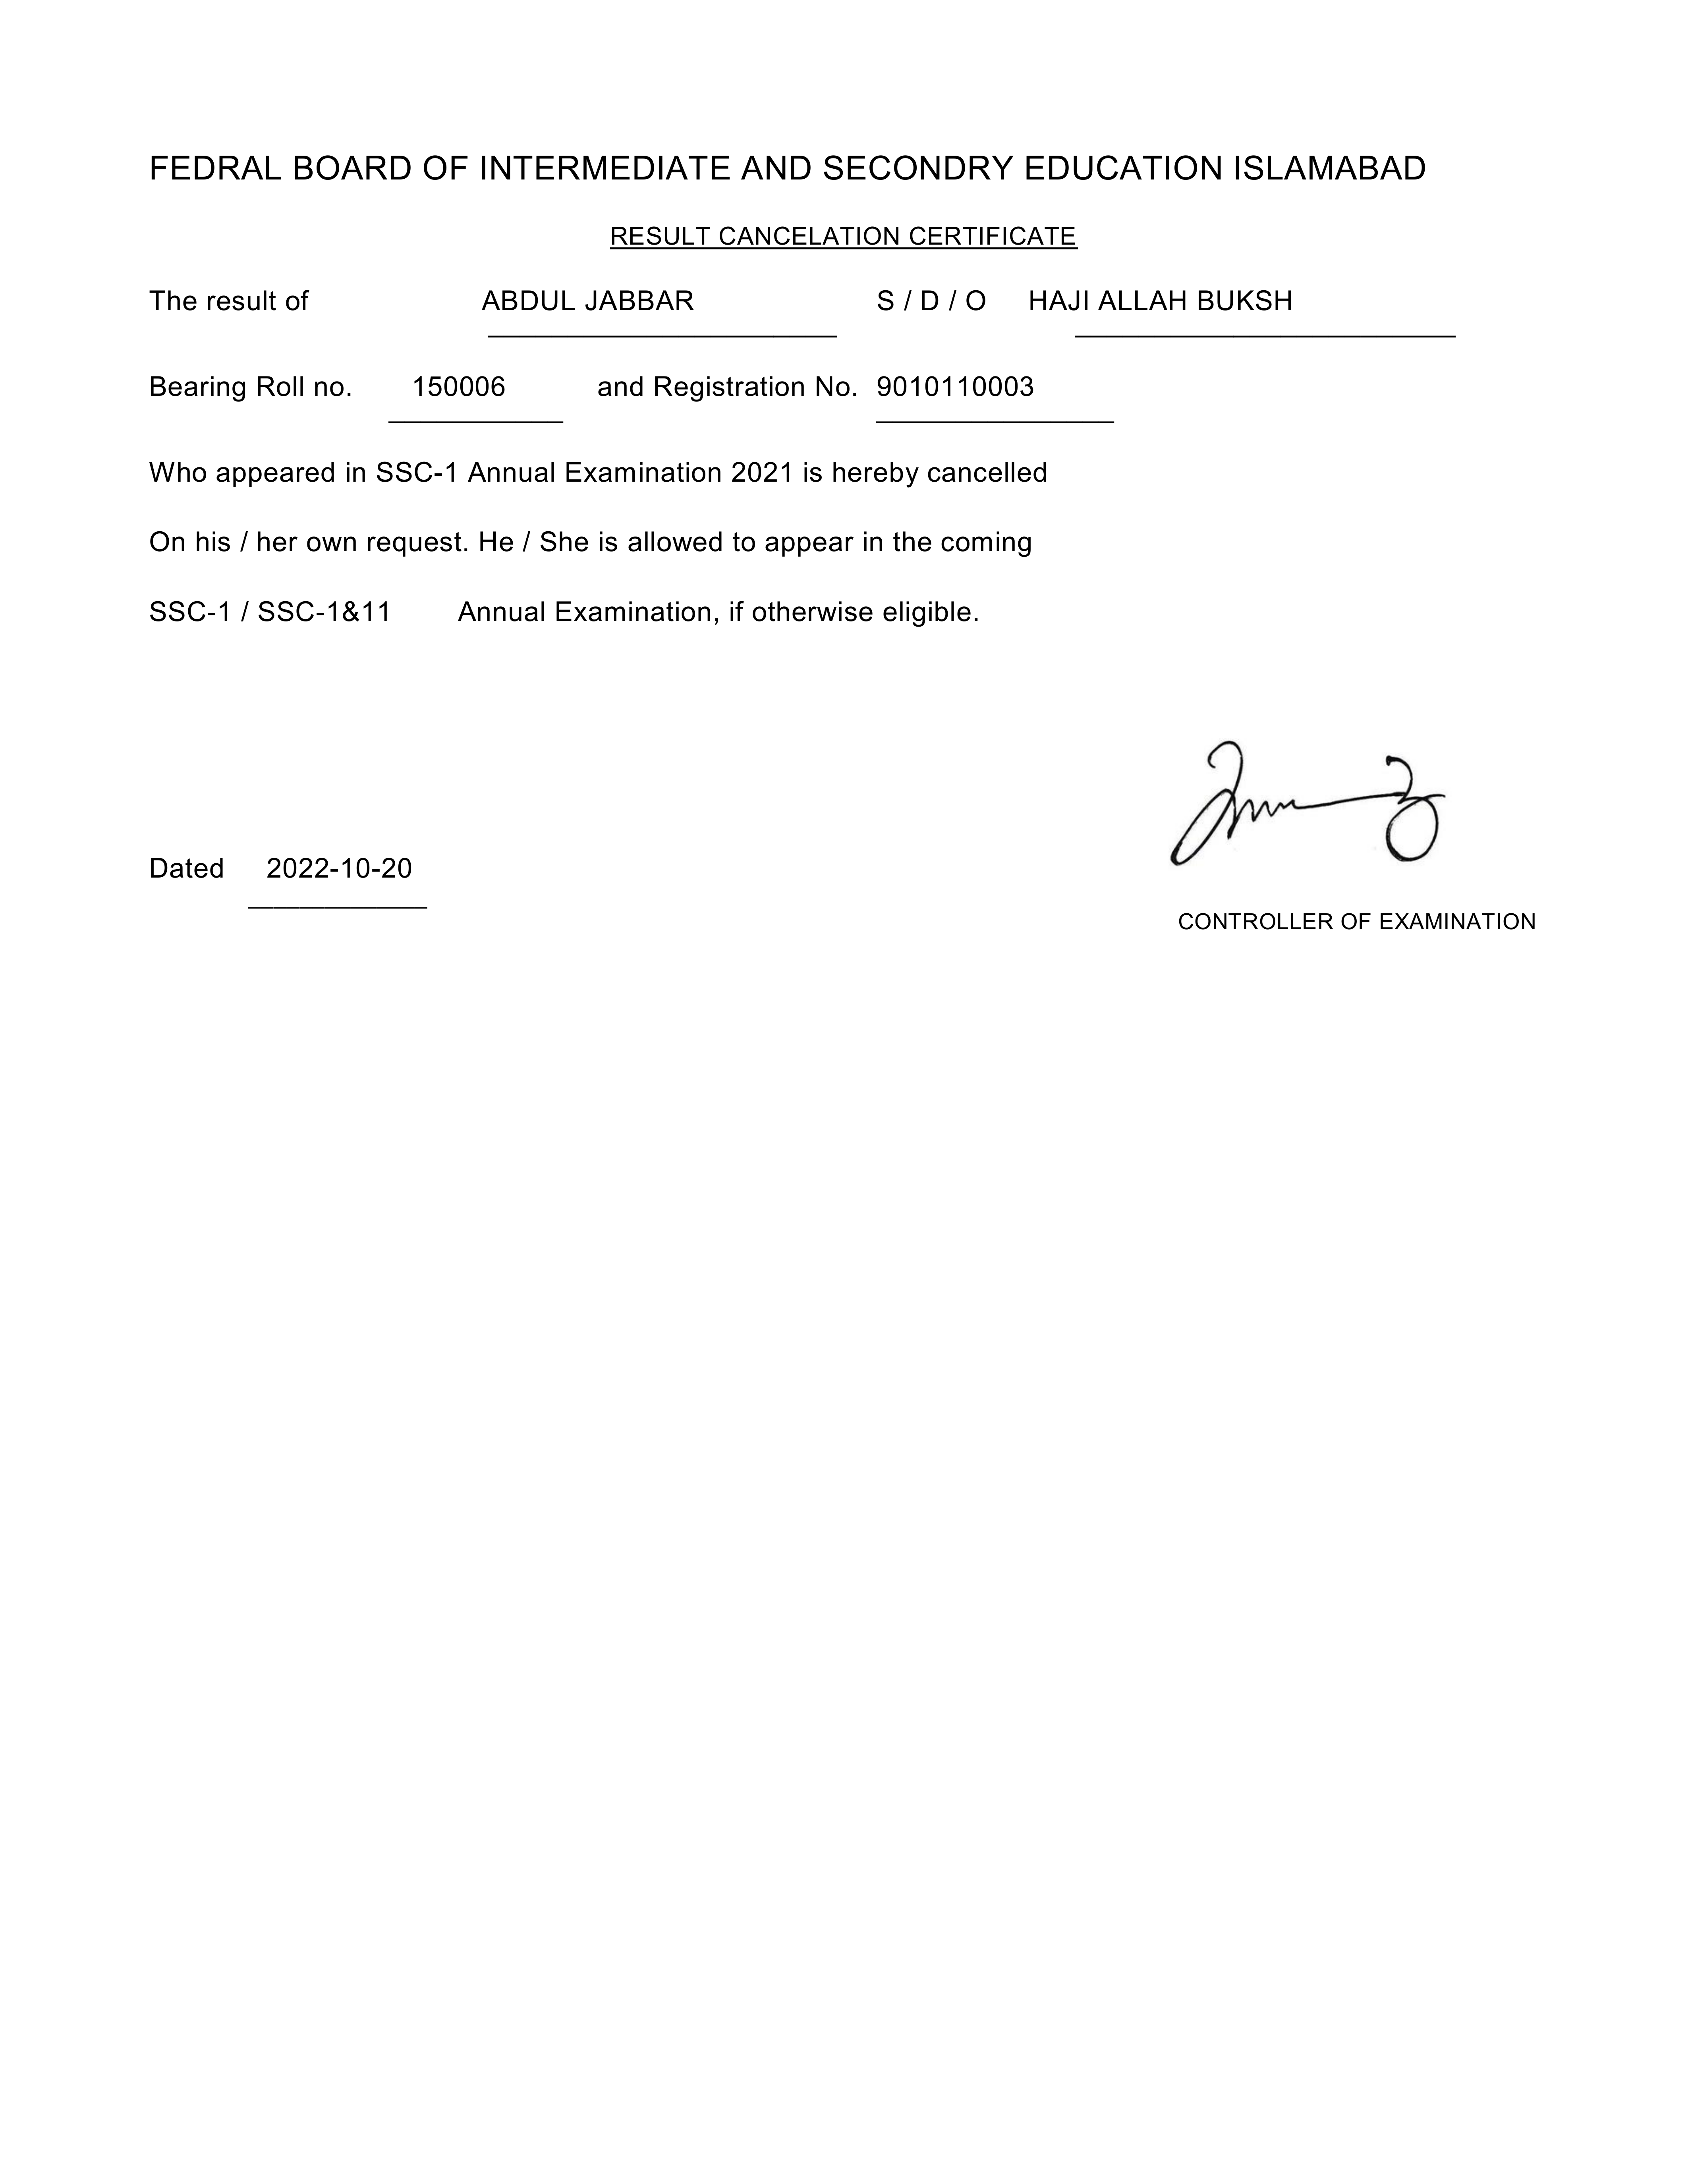 FEDRAL BOARD OF INTERMEDIATE AND SECONDRY EDUCATION ISLAMABAD
RESULT CANCELATION CERTIFICATE
The result of ABDUL JABBAR S / D / O HAJI ALLAH BUKSH
Bearing Roll no. 150006 and Registration No. 9010110003
Who appeared in SSC-1 Annual Examination 2021 is hereby cancelled
On his / her own request. He / She is allowed to appear in the coming
SSC-1 / SSC-1&11 Annual Examination, if otherwise eligible.
Dated 2022-10-20
CONTROLLER OF EXAMINATION